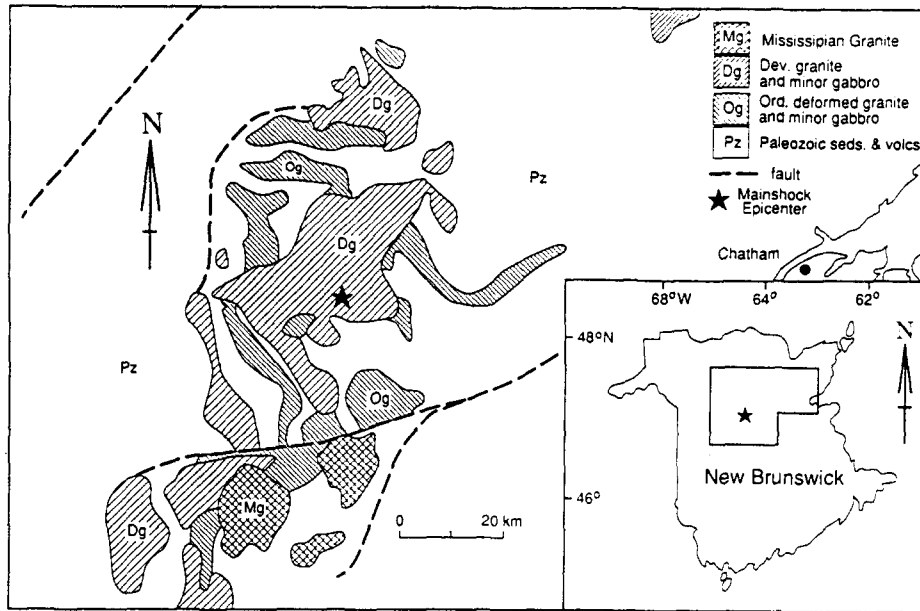 Mg Mississipian Granite
Dg Dev. granite
and minor gabbro
Og Ord. deformed granite
and minor gabbro
Pz Paleozoic seds. & volcs
fault
Mainshock
Epicenter
N
Dg
Og
Pz
Dg
Chatham
Pz
Og
Mg
Dg
0 20 km
68°W 64° 62°
48°N
N
New Brunswick
46°